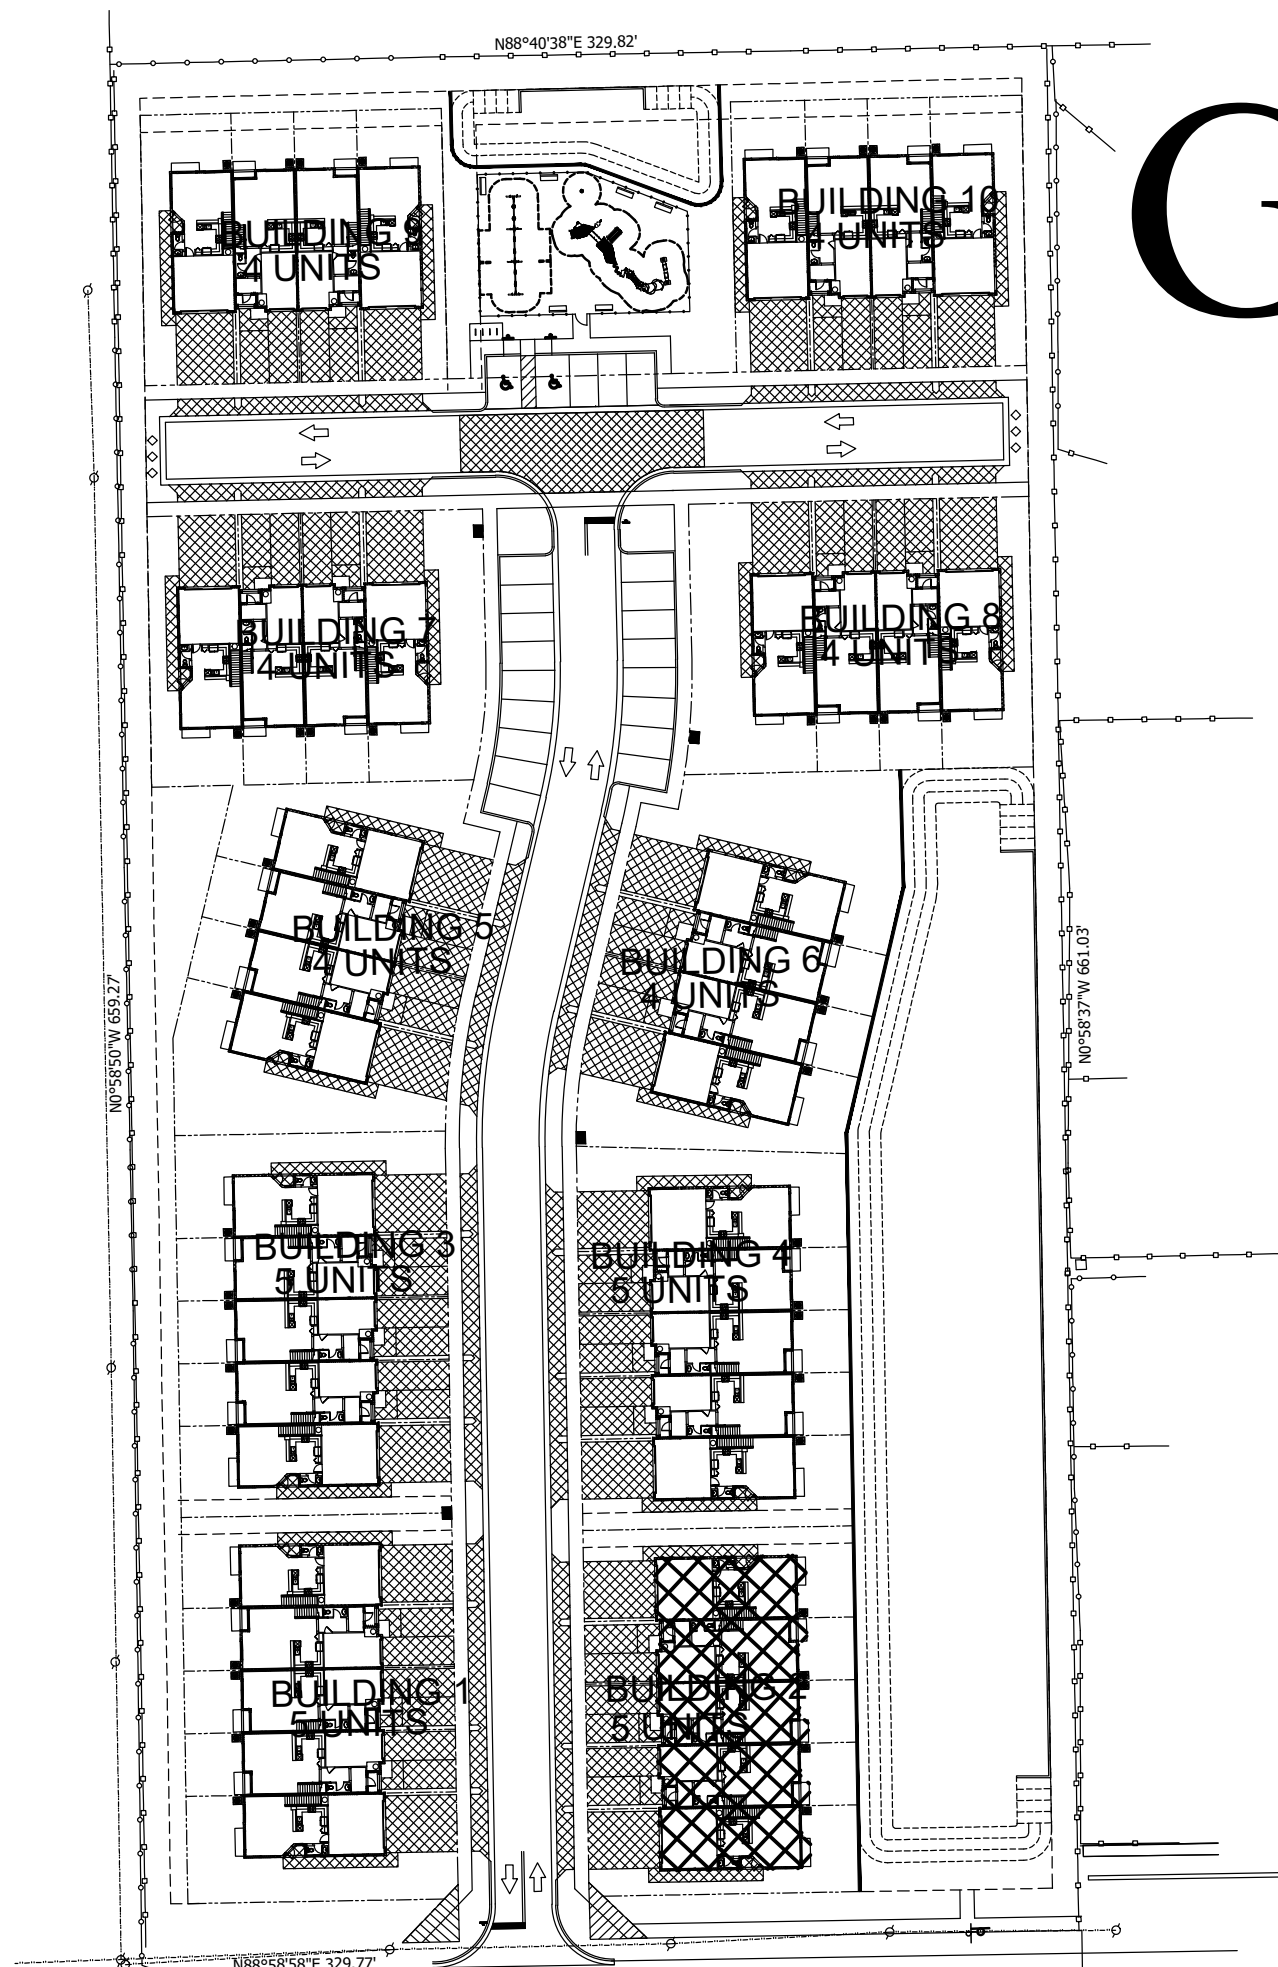 N88°40'38"E 329.82'
G
BUILDING 9
4 UNITS
BUILDING 10
4 UNITS
BUILDING 7
4 UNITS
BUILDING 8
4 UNITS
BUILDING 5
4 UNITS
BUILDING 6
4 UNITS
N0°58'50"W 659.27'
N0°58'37"W 661.03'
BUILDING 3
5 UNITS
BUILDING 4
5 UNITS
BUILDING 1
5 UNITS
BUILDING 2
5 UNITS
N88°58'58"E 329.77'